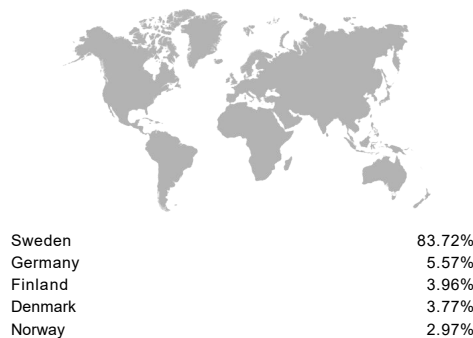 Sweden 83.72%
Germany 5.57%
Finland 3.96%
Denmark 3.77%
Norway 2.97%